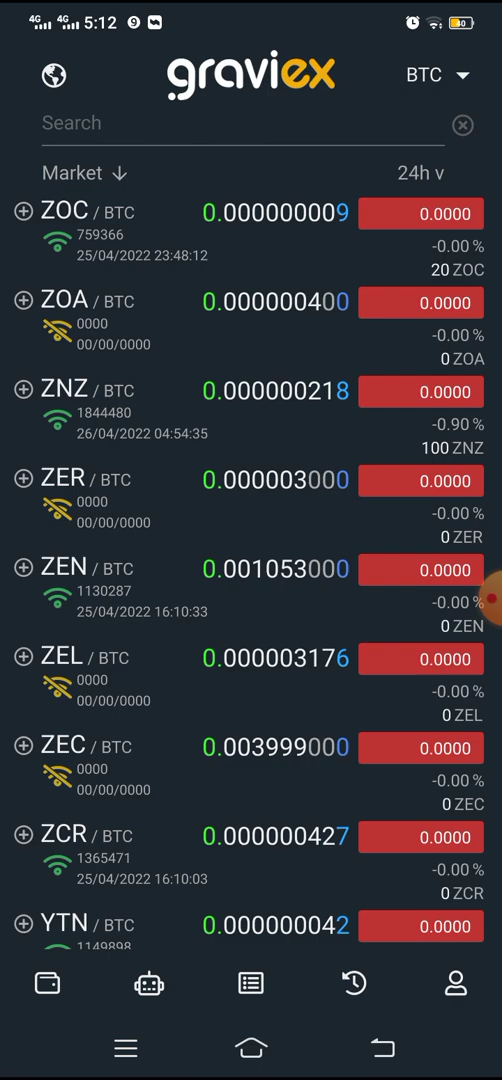 4G 4G 5:12 9 40
graviex BTC
Search
Market ↓ 24h v
ZOC / BTC 0.0000000009 0.0000
759366 -0.00 %
25/04/2022 23:48:12 20 ZOC
ZOA / BTC 0.0000000400 0.0000
0000 -0.00 %
00/00/0000 0 ZOA
ZNZ / BTC 0.0000000218 0.0000
1844480 -0.90 %
26/04/2022 04:54:35 100 ZNZ
ZER / BTC 0.0000003000 0.0000
0000 -0.00 %
00/00/0000 0 ZER
ZEN / BTC 0.001053000 0.0000
1130287 -0.00 %
25/04/2022 16:10:33 0 ZEN
ZEL / BTC 0.000003176 0.0000
0000 -0.00 %
00/00/0000 0 ZEL
ZEC / BTC 0.003999000 0.0000
0000 -0.00 %
00/00/0000 0 ZEC
ZCR / BTC 0.000000427 0.0000
1365471 -0.00 %
25/04/2022 16:10:03 0 ZCR
YTN / BTC 0.000000042 0.0000
1149898